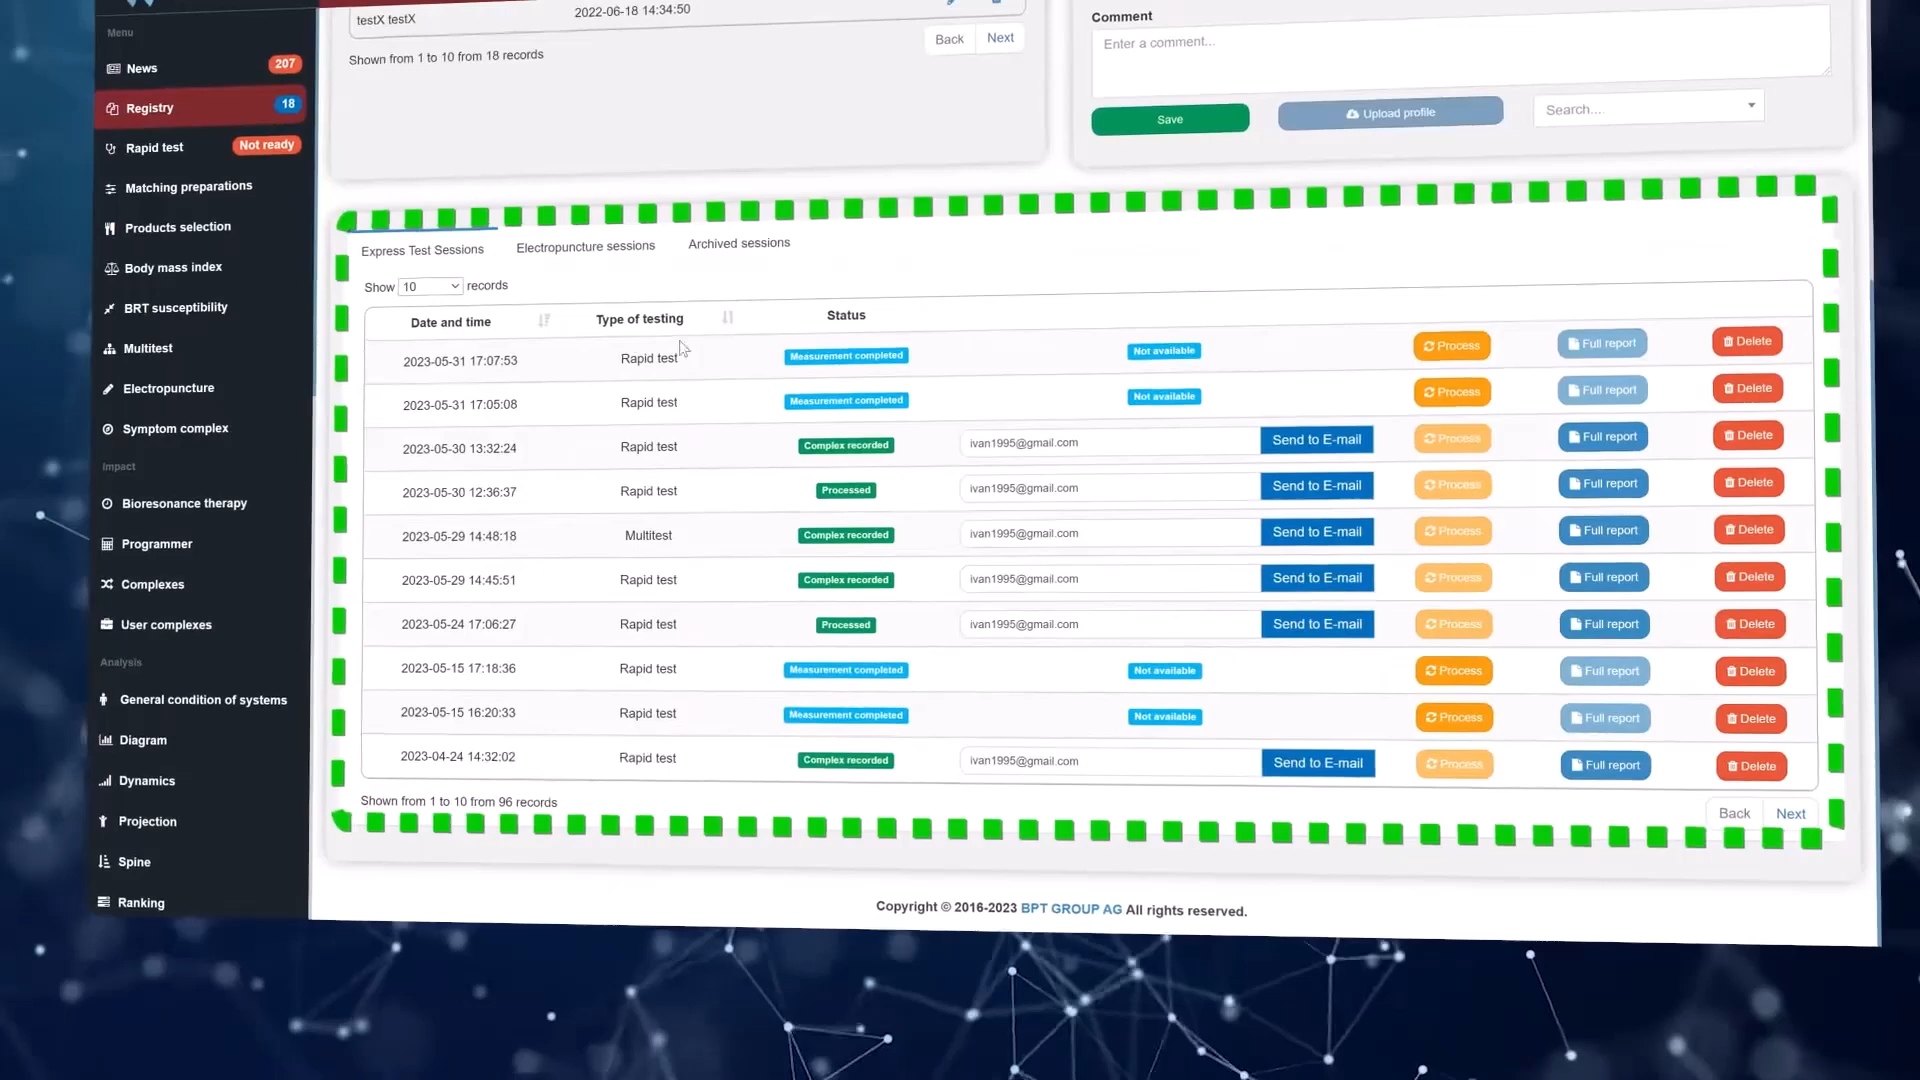 Menu
News 207
Registry 18
Rapid test Not ready
Matching preparations
Products selection
Body mass index
BRT susceptibility
Multitest
Electropuncture
Symptom complex
Impact
Bioresonance therapy
Programmer
Complexes
User complexes
Analysis
General condition of systems
Diagram
Dynamics
Projection
Spine
Ranking
testX testX 2022-06-18 14:34:50
Shown from 1 to 10 from 18 records Back Next
Comment
Enter a comment...
Save Upload profile Search...
Express Test Sessions Electropuncture sessions Archived sessions
Show 10 records
Date and time Type of testing Status
2023-05-31 17:07:53 Rapid test Measurement completed Not available Process Full report Delete
2023-05-31 17:05:08 Rapid test Measurement completed Not available Process Full report Delete
2023-05-30 13:32:24 Rapid test Complex recorded ivan1995@gmail.com Send to E-mail Process Full report Delete
2023-05-30 12:36:37 Rapid test Processed ivan1995@gmail.com Send to E-mail Process Full report Delete
2023-05-29 14:48:18 Multitest Complex recorded ivan1995@gmail.com Send to E-mail Process Full report Delete
2023-05-29 14:45:51 Rapid test Complex recorded ivan1995@gmail.com Send to E-mail Process Full report Delete
2023-05-24 17:06:27 Rapid test Processed ivan1995@gmail.com Send to E-mail Process Full report Delete
2023-05-15 17:18:36 Rapid test Measurement completed Not available Process Full report Delete
2023-05-15 16:20:33 Rapid test Measurement completed Not available Process Full report Delete
2023-04-24 14:32:02 Rapid test Complex recorded ivan1995@gmail.com Send to E-mail Process Full report Delete
Shown from 1 to 10 from 96 records Back Next
Copyright © 2016-2023 BPT GROUP AG All rights reserved.